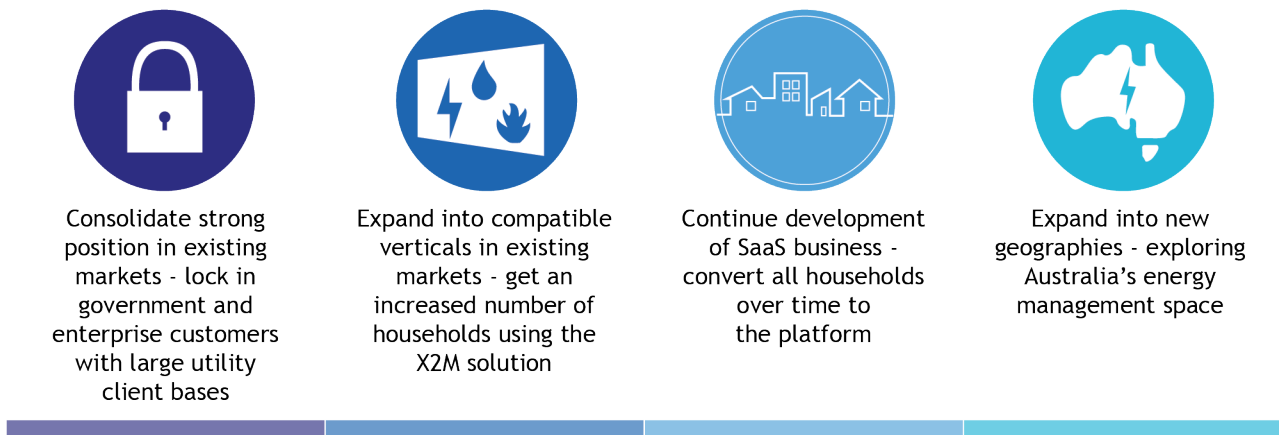 Consolidate strong
position in existing
markets - lock in
government and
enterprise customers
with large utility
client bases
Expand into compatible
verticals in existing
markets - get an
increased number of
households using the
X2M solution
Continue development
of SaaS business -
convert all households
over time to
the platform
Expand into new
geographies - exploring
Australia’s energy
management space